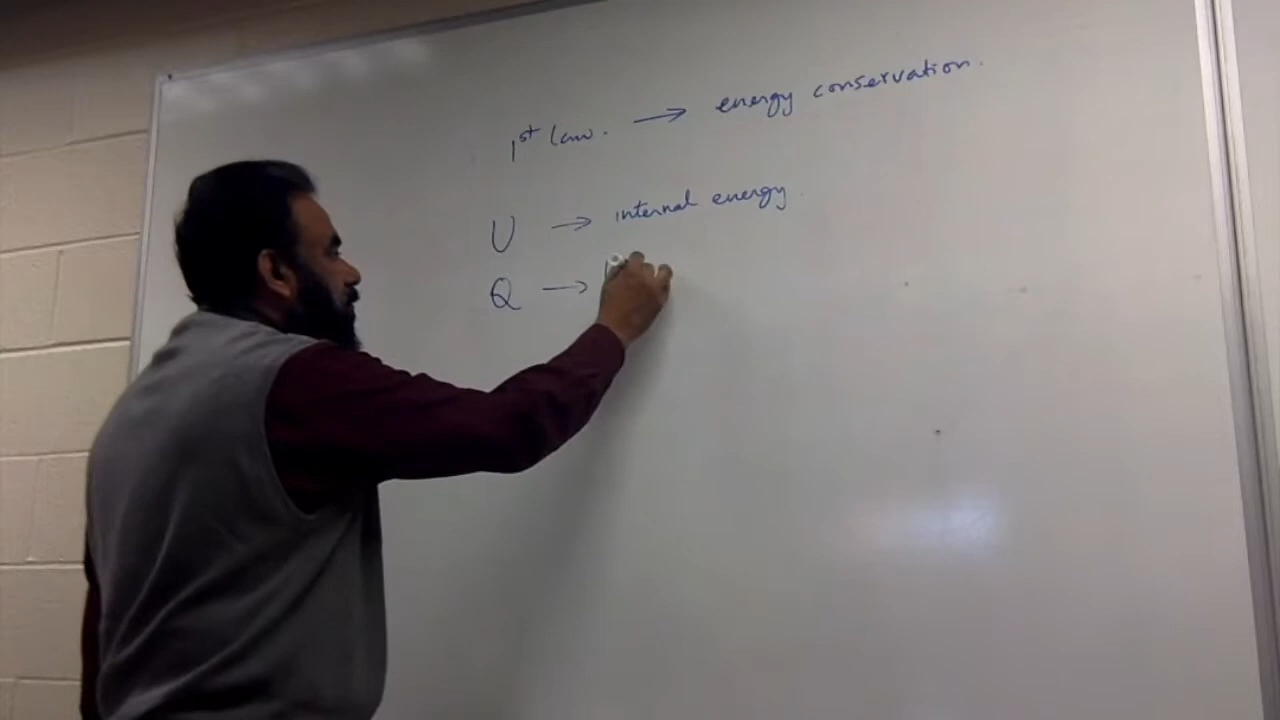 1st law. → energy conservation.
U → internal energy.
Q →